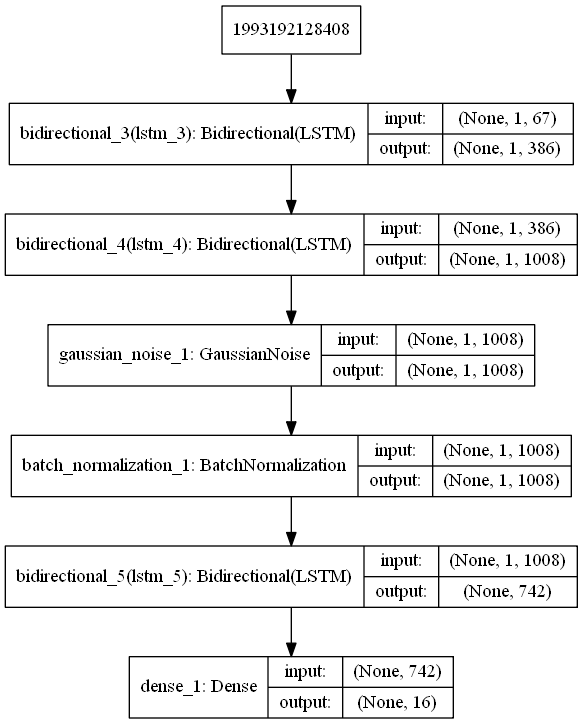 1993192128408
bidirectional_3(lstm_3): Bidirectional(LSTM)
input:
(None, 1, 67)
output:
(None, 1, 386)
bidirectional_4(lstm_4): Bidirectional(LSTM)
input:
(None, 1, 386)
output:
(None, 1, 1008)
gaussian_noise_1: GaussianNoise
input:
(None, 1, 1008)
output:
(None, 1, 1008)
batch_normalization_1: BatchNormalization
input:
(None, 1, 1008)
output:
(None, 1, 1008)
bidirectional_5(lstm_5): Bidirectional(LSTM)
input:
(None, 1, 1008)
output:
(None, 742)
dense_1: Dense
input:
(None, 742)
output:
(None, 16)